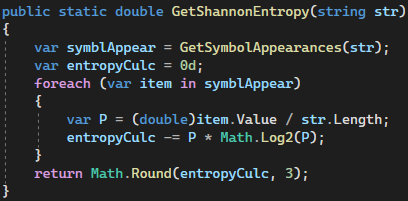 public static double GetShannonEntropy(string str)
{
    var symblAppear = GetSymbolAppearances(str);
    var entropyCulc = 0d;
    foreach (var item in symblAppear)
    {
        var P = (double)item.Value / str.Length;
        entropyCulc -= P * Math.Log2(P);
    }
    return Math.Round(entropyCulc, 3);
}